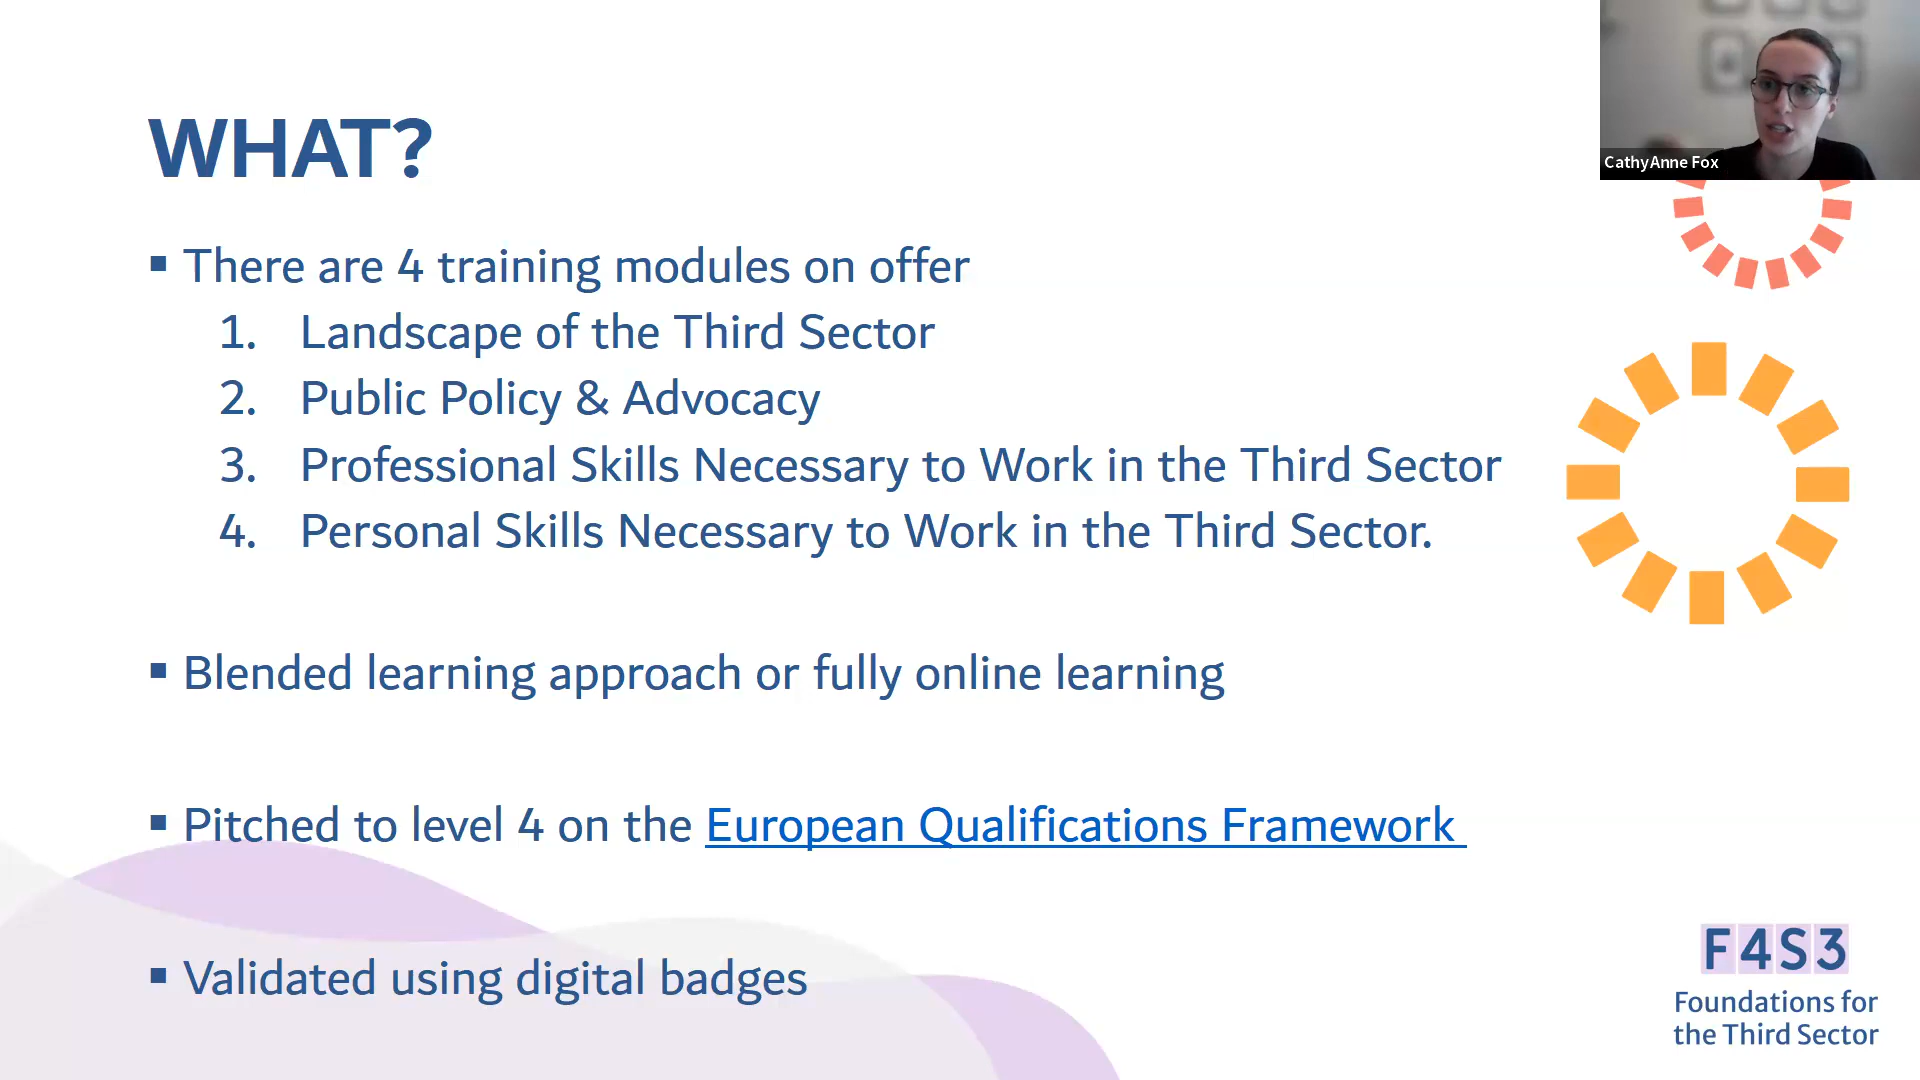 CathyAnne Fox
WHAT?
▪ There are 4 training modules on offer
1. Landscape of the Third Sector
2. Public Policy & Advocacy
3. Professional Skills Necessary to Work in the Third Sector
4. Personal Skills Necessary to Work in the Third Sector.
▪ Blended learning approach or fully online learning
▪ Pitched to level 4 on the European Qualifications Framework
▪ Validated using digital badges
F4S3
Foundations for
the Third Sector